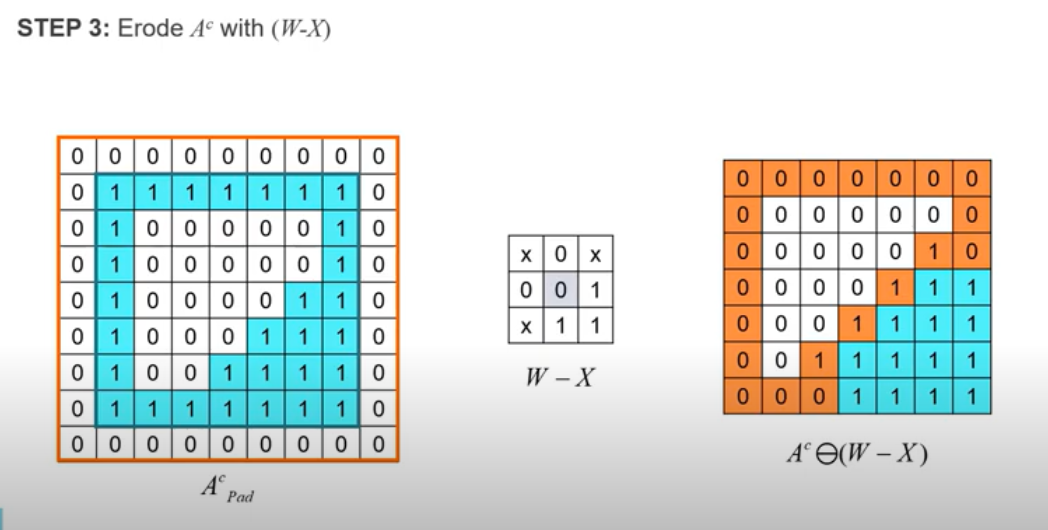 STEP 3: Erode Aᶜ with (W-X)
0 0 0 0 0 0 0 0 0
0 1 1 1 1 1 1 1 0
0 1 0 0 0 0 0 1 0
0 1 0 0 0 0 0 1 0
0 1 0 0 0 0 1 1 0
0 1 0 0 0 1 1 1 0
0 1 0 0 1 1 1 1 0
0 1 1 1 1 1 1 1 0
0 0 0 0 0 0 0 0 0
Aᶜ Pad
x 0 x
0 0 1
x 1 1
W – X
0 0 0 0 0 0 0
0 0 0 0 0 0 0
0 0 0 0 0 1 0
0 0 0 0 1 1 1
0 0 0 1 1 1 1
0 0 1 1 1 1 1
0 0 0 1 1 1 1
Aᶜ ⊖(W – X)